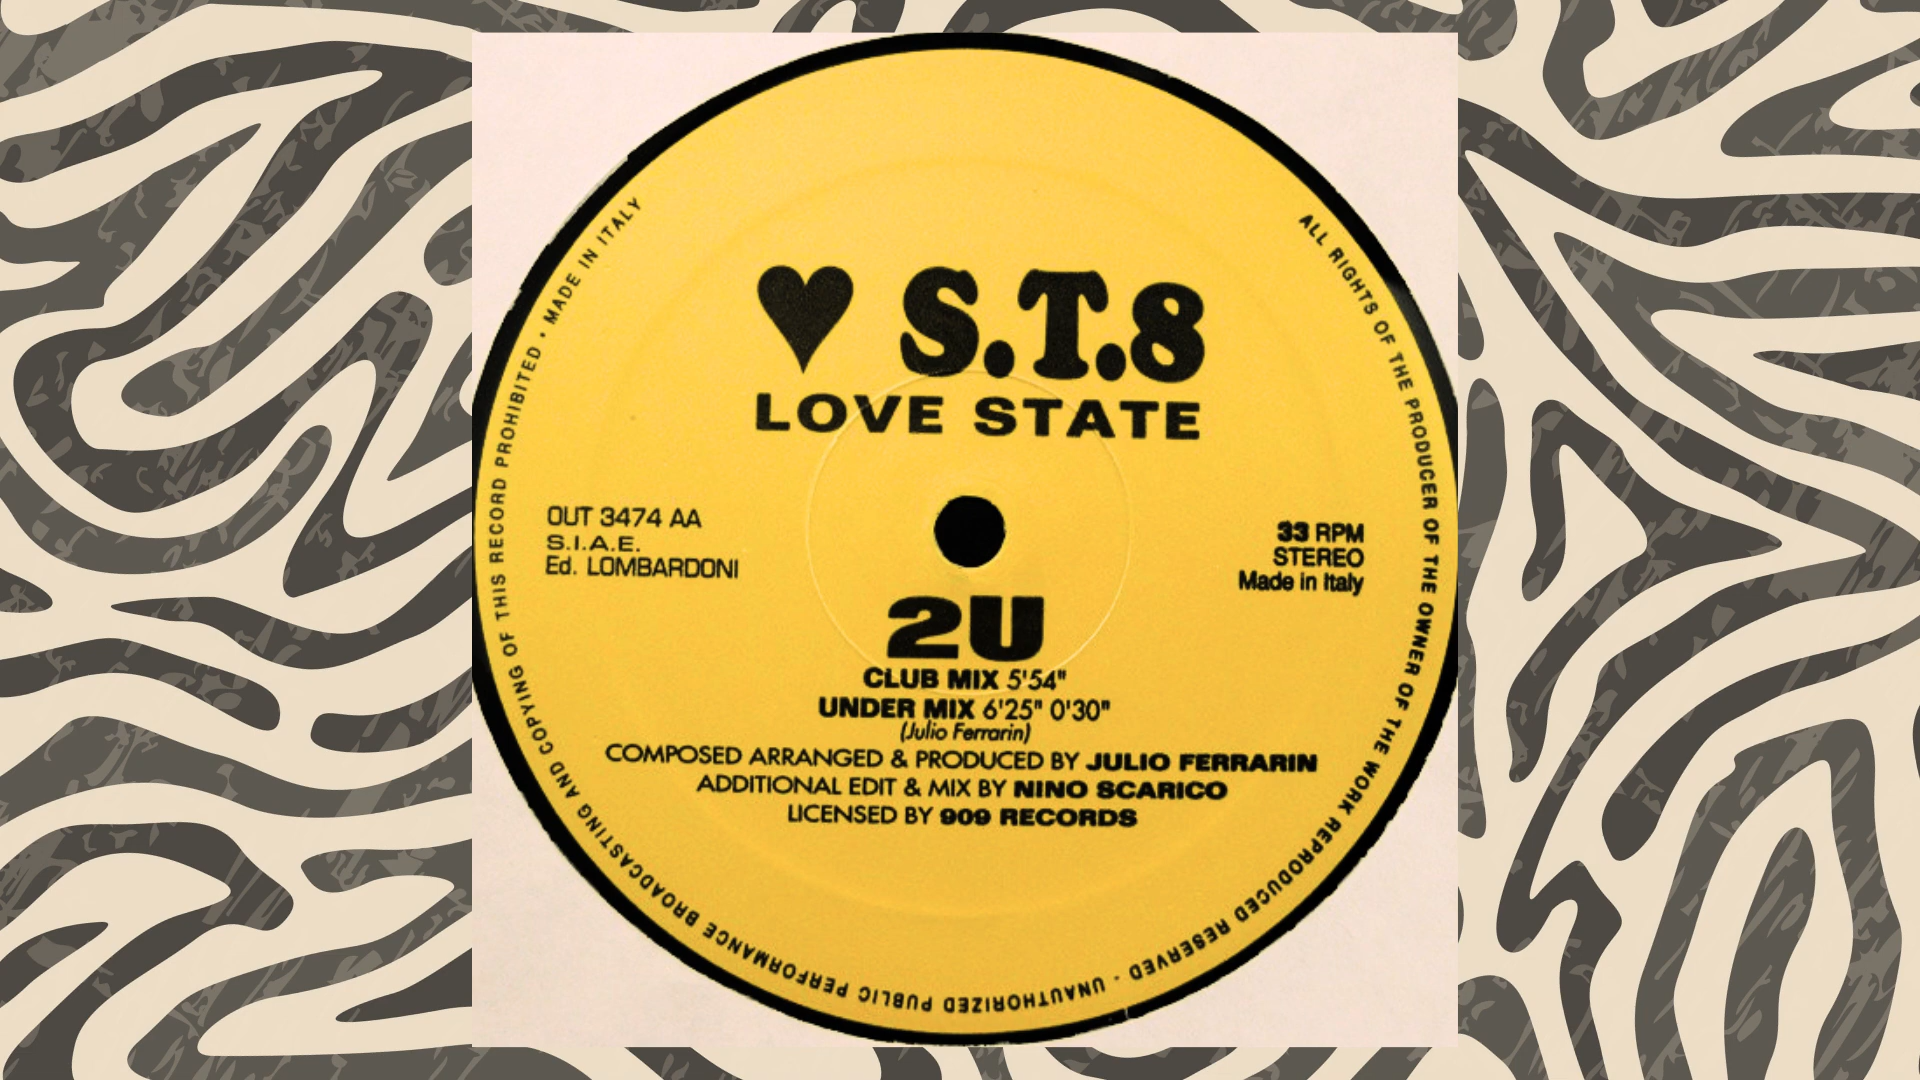 ♥ S.T.8
LOVE STATE
OUT 3474 AA
S.I.A.E.
Ed. LOMBARDONI
33 RPM
STEREO
Made in Italy
2U
CLUB MIX 5'54"
UNDER MIX 6'25" 0'30"
(Julio Ferrarin)
COMPOSED ARRANGED & PRODUCED BY JULIO FERRARIN
ADDITIONAL EDIT & MIX BY NINO SCARICO
LICENSED BY 909 RECORDS
ALL RIGHTS OF THE PRODUCER OF THE OWNER OF THE WORK REPRODUCED RESERVED - UNAUTHORIZED PUBLIC PERFORMANCE BROADCASTING AND COPYING OF THIS RECORD PROHIBITED • MADE IN ITALY